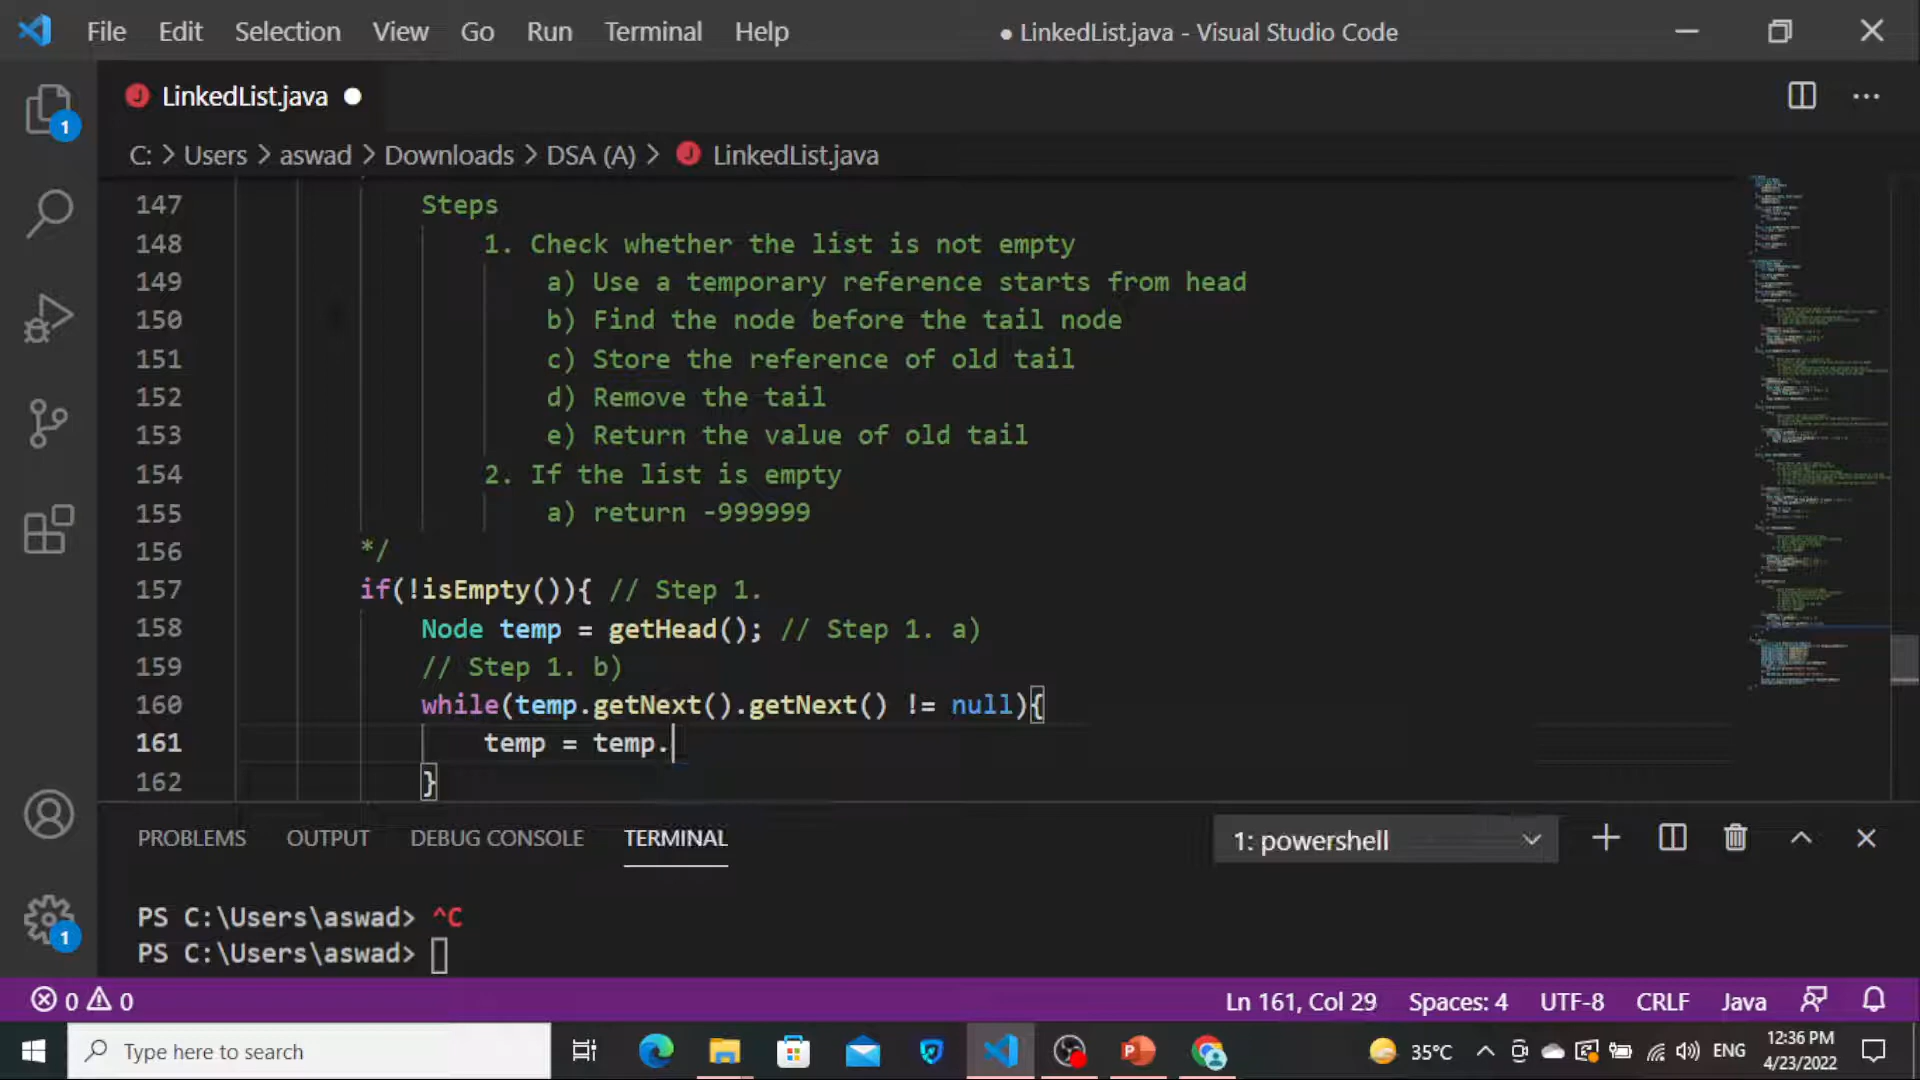 File Edit Selection View Go Run Terminal Help ● LinkedList.java - Visual Studio Code
J LinkedList.java ●
C: > Users > aswad > Downloads > DSA (A) > J LinkedList.java
147 Steps
148 1. Check whether the list is not empty
149 a) Use a temporary reference starts from head
150 b) Find the node before the tail node
151 c) Store the reference of old tail
152 d) Remove the tail
153 e) Return the value of old tail
154 2. If the list is empty
155 a) return -999999
156 */
157 if(!isEmpty()){ // Step 1.
158 Node temp = getHead(); // Step 1. a)
159 // Step 1. b)
160 while(temp.getNext().getNext() != null){
161 temp = temp.
162 }
1
1
PROBLEMS OUTPUT DEBUG CONSOLE TERMINAL 1: powershell
PS C:\Users\aswad> ^C
PS C:\Users\aswad>
0 0 Ln 161, Col 29 Spaces: 4 UTF-8 CRLF Java
Type here to search 35°C ENG 12:36 PM
4/23/2022